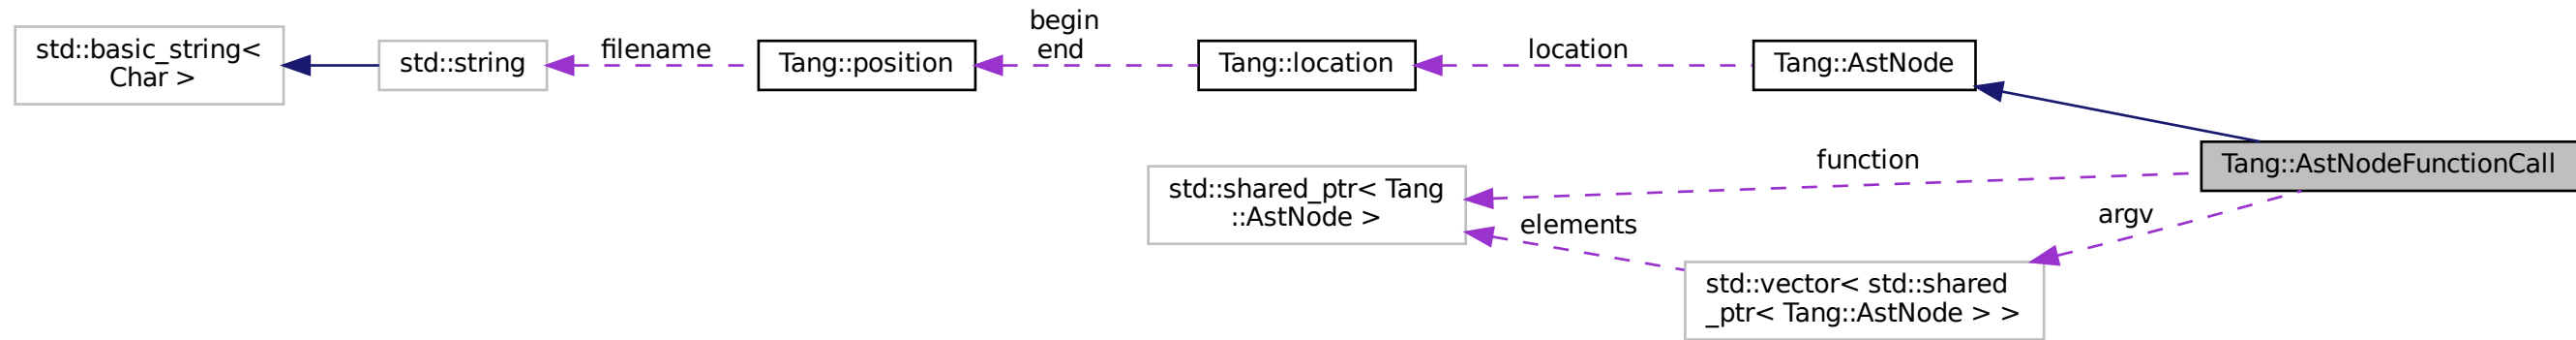 std::basic_string<
Char >
std::string
filename
Tang::position
begin
end
Tang::location
location
Tang::AstNode
Tang::AstNodeFunctionCall
function
std::shared_ptr< Tang
::AstNode >
elements
argv
std::vector< std::shared
_ptr< Tang::AstNode > >